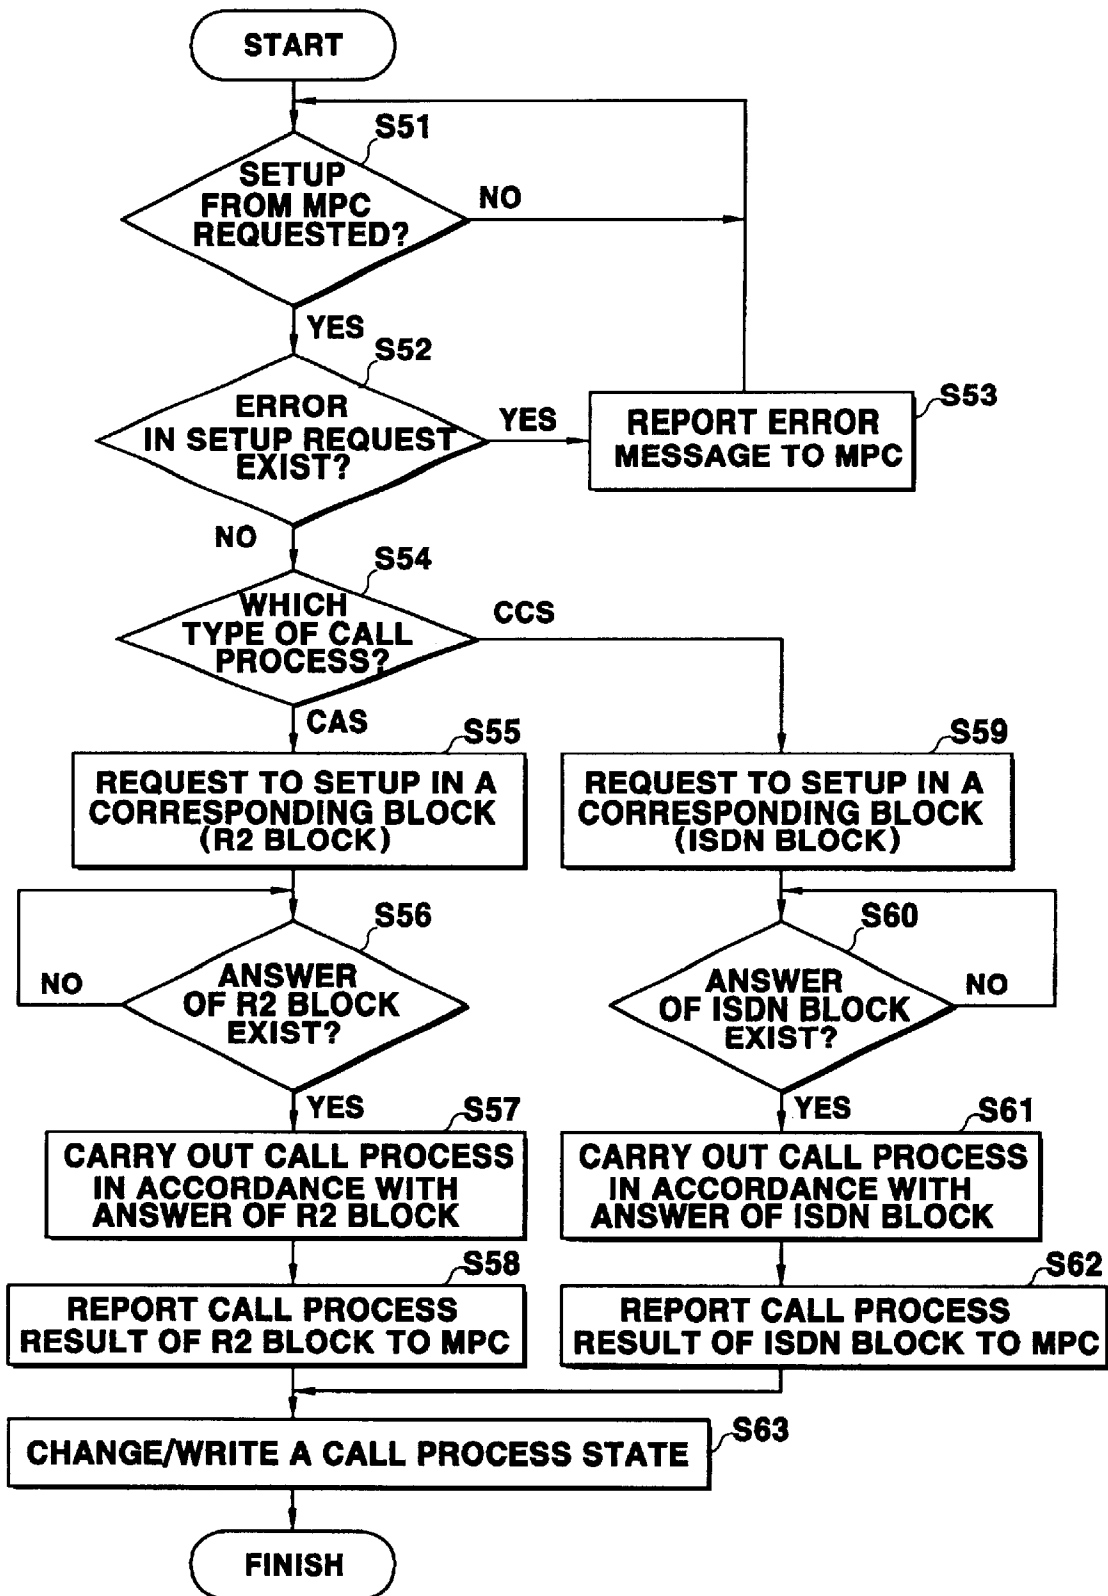 START
S51
SETUP
FROM MPC
REQUESTED?
NO
YES
S52
ERROR
IN SETUP REQUEST
EXIST?
YES
S53
REPORT ERROR
MESSAGE TO MPC
NO
S54
WHICH
TYPE OF CALL
PROCESS?
CCS
CAS
S55
REQUEST TO SETUP IN A
CORRESPONDING BLOCK
(R2 BLOCK)
S59
REQUEST TO SETUP IN A
CORRESPONDING BLOCK
(ISDN BLOCK)
S56
ANSWER
OF R2 BLOCK
EXIST?
NO
YES
S60
ANSWER
OF ISDN BLOCK
EXIST?
NO
YES
S57
CARRY OUT CALL PROCESS
IN ACCORDANCE WITH
ANSWER OF R2 BLOCK
S61
CARRY OUT CALL PROCESS
IN ACCORDANCE WITH
ANSWER OF ISDN BLOCK
S58
REPORT CALL PROCESS
RESULT OF R2 BLOCK TO MPC
S62
REPORT CALL PROCESS
RESULT OF ISDN BLOCK TO MPC
S63
CHANGE/WRITE A CALL PROCESS STATE
FINISH